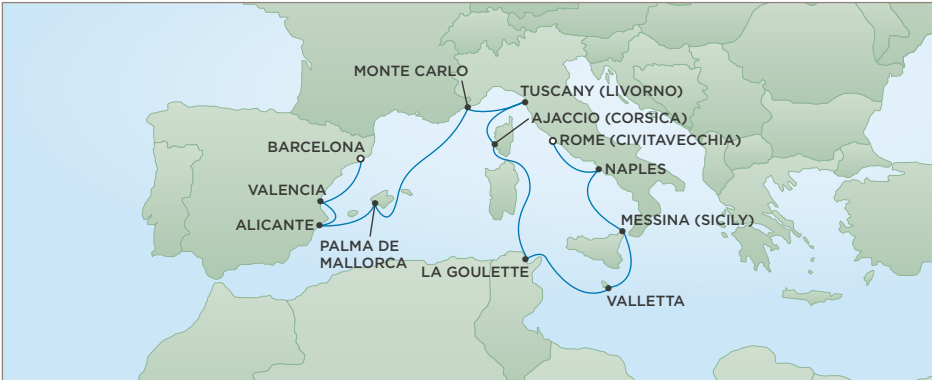 MONTE CARLO
TUSCANY (LIVORNO)
AJACCIO (CORSICA)
ROME (CIVITAVECCHIA)
BARCELONA
NAPLES
VALENCIA
MESSINA (SICILY)
ALICANTE
PALMA DE
MALLORCA
LA GOULETTE
VALLETTA